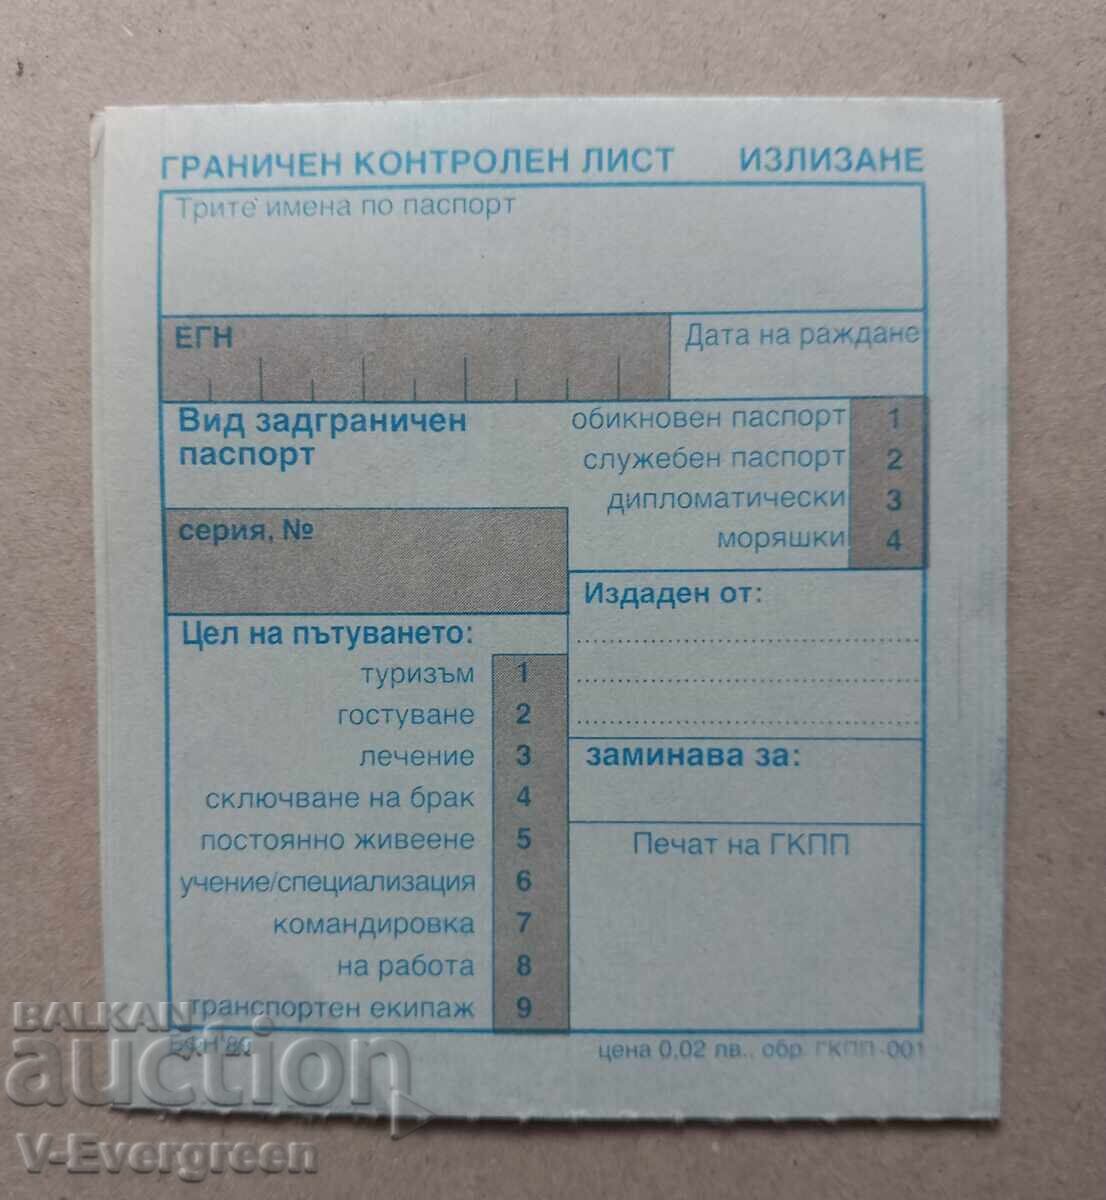 ГРАНИЧЕН КОНТРОЛЕН ЛИСТ ИЗЛИЗАНЕ
Трите имена по паспорт
ЕГН
Дата на раждане
Вид задграничен
паспорт
обикновен паспорт 1
служебен паспорт 2
дипломатически 3
моряшки 4
серия, №
Издаден от:
Цел на пътуването:
туризъм 1
гостуване 2
лечение 3
сключване на брак 4
постоянно живеене 5
учение/специализация 6
командировка 7
на работа 8
транспортен екипаж 9
заминава за:
Печат на ГКПП
цена 0.02 лв., обр. ГКПП-001
BALKAN
auction
V-Evergreen